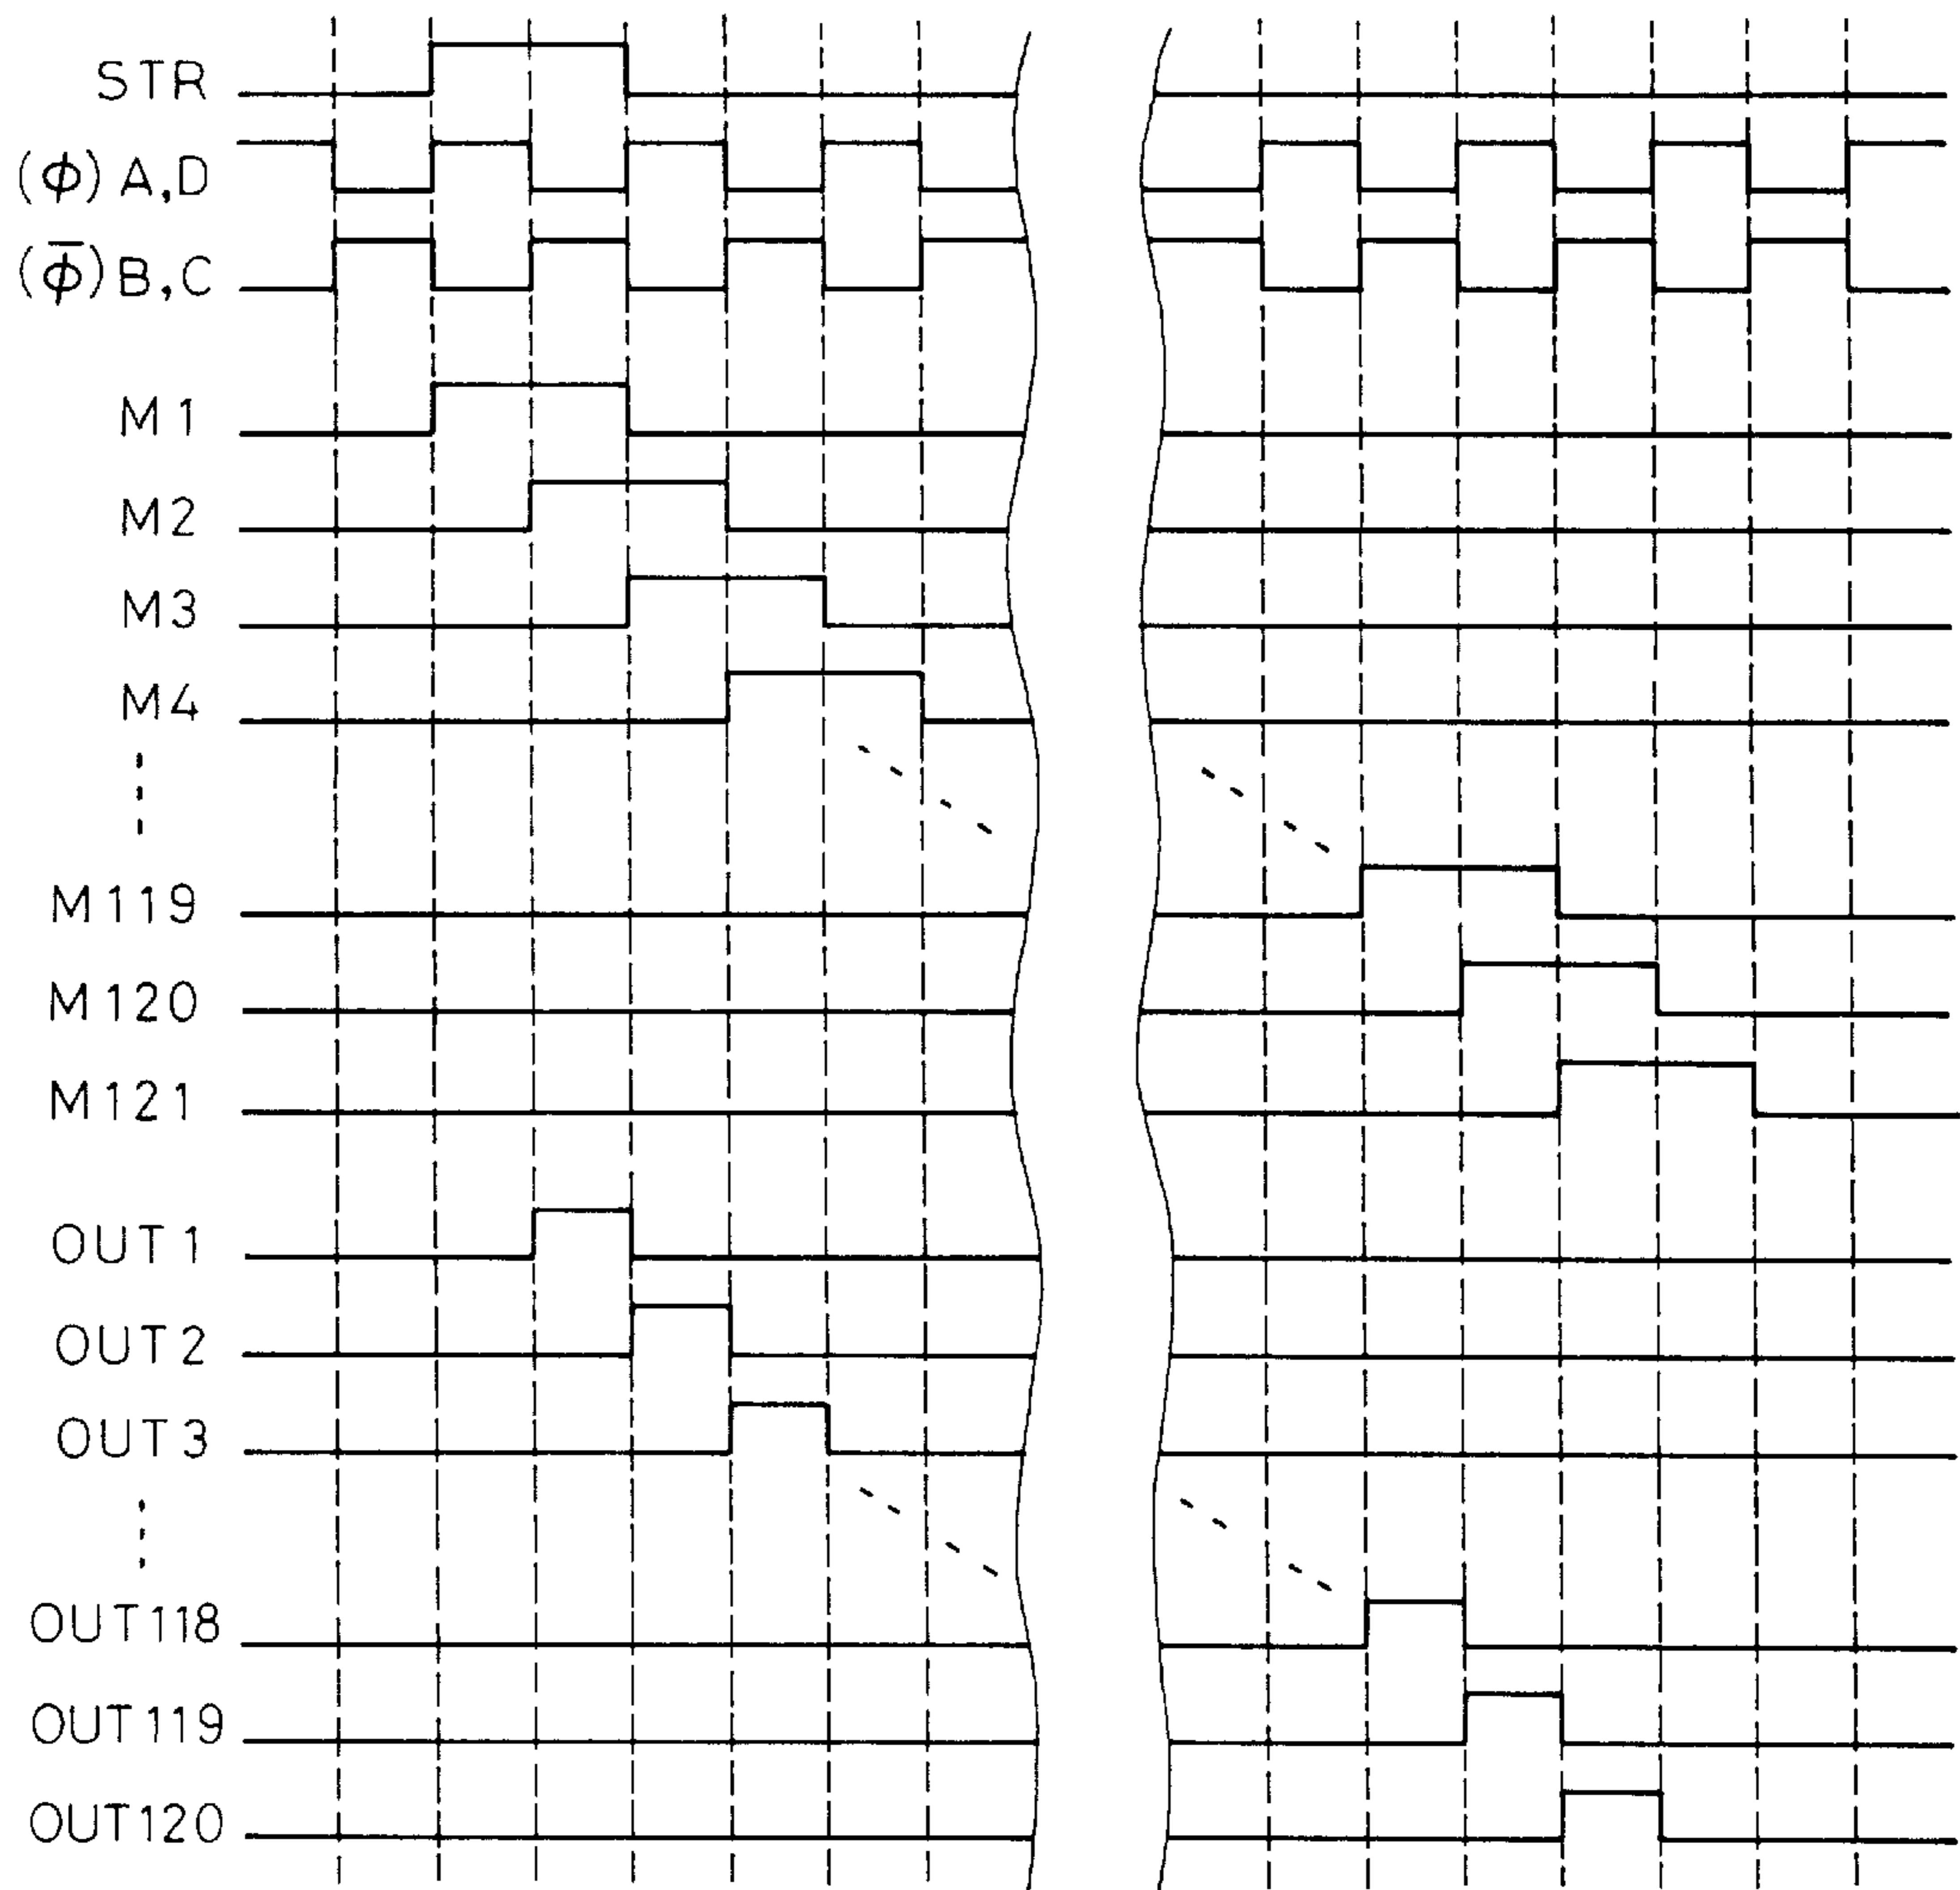 STR
(ϕ) A,D
(ϕ̅) B,C
M1
M2
M3
M4
M119
M120
M121
OUT1
OUT2
OUT3
OUT118
OUT119
OUT120